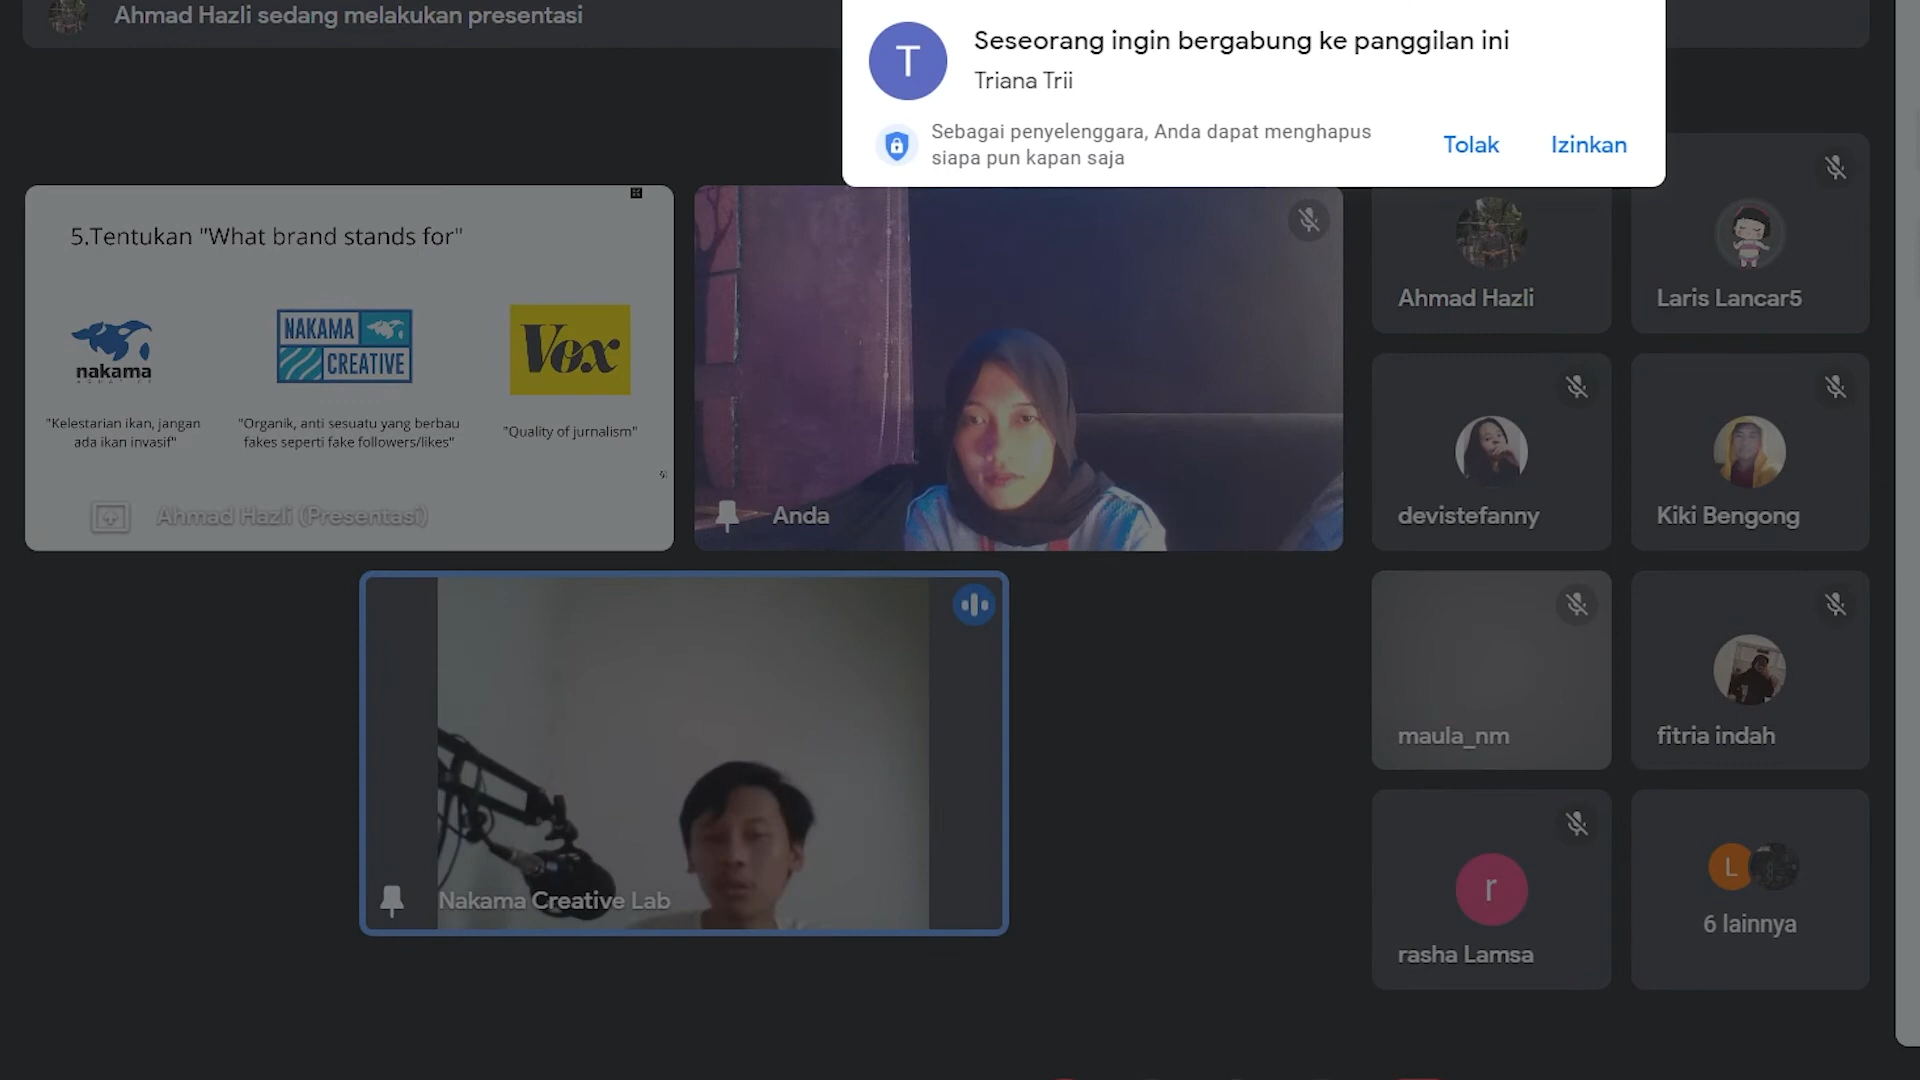 Ahmad Hazli sedang melakukan presentasi
T
Seseorang ingin bergabung ke panggilan ini
Triana Trii
Sebagai penyelenggara, Anda dapat menghapus
siapa pun kapan saja
Tolak
Izinkan
5.Tentukan "What brand stands for"
nakama
NAKAMA
CREATIVE
Vox
"Kelestarian ikan, jangan
ada ikan invasif"
"Organik, anti sesuatu yang berbau
fakes seperti fake followers/likes"
"Quality of jurnalism"
Ahmad Hazli (Presentasi)
Anda
Nakama Creative Lab
Ahmad Hazli
Laris Lancar5
devistefanny
Kiki Bengong
maula_nm
fitria indah
r
rasha Lamsa
L
6 lainnya